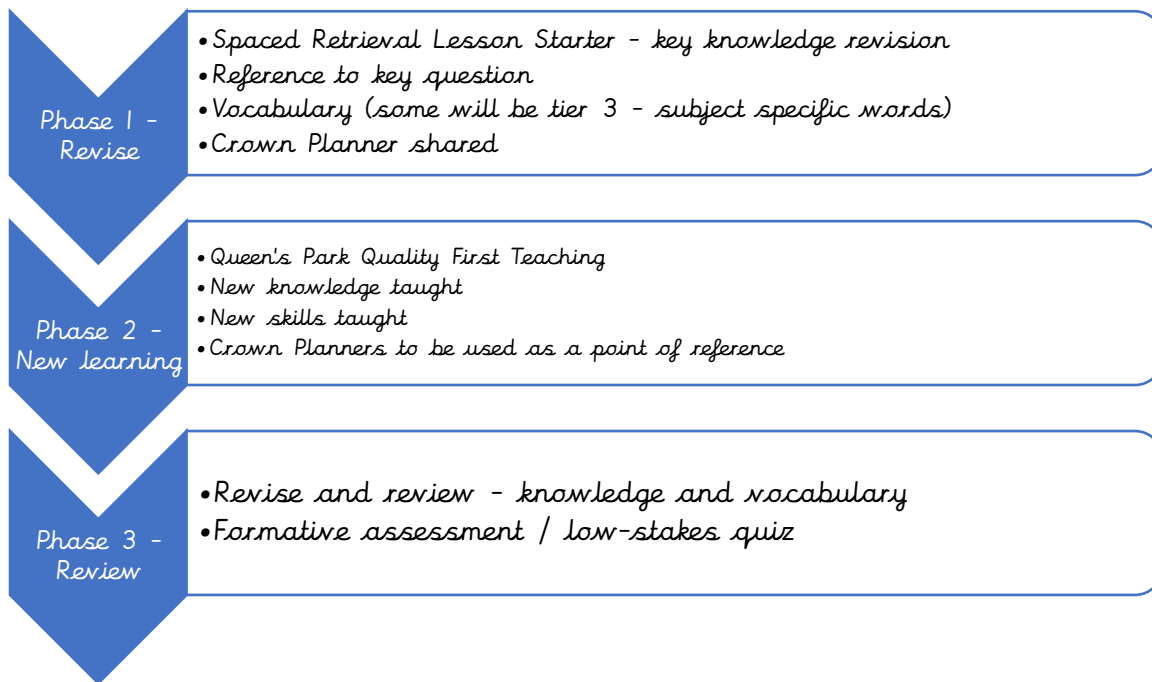 Phase 1 -
Revise
•Spaced Retrieval Lesson Starter - key knowledge revision
•Reference to key question
•Vocabulary (some will be tier 3 - subject specific words)
•Crown Planner shared
Phase 2 -
New learning
•Queen's Park Quality First Teaching
•New knowledge taught
•New skills taught
•Crown Planners to be used as a point of reference
Phase 3 -
Review
•Revise and review - knowledge and vocabulary
•Formative assessment / low-stakes quiz